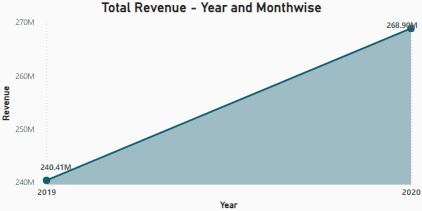 Total Revenue - Year and Monthwise
270M
268.90M
260M
Revenue
250M
240.41M
240M
2019
2020
Year